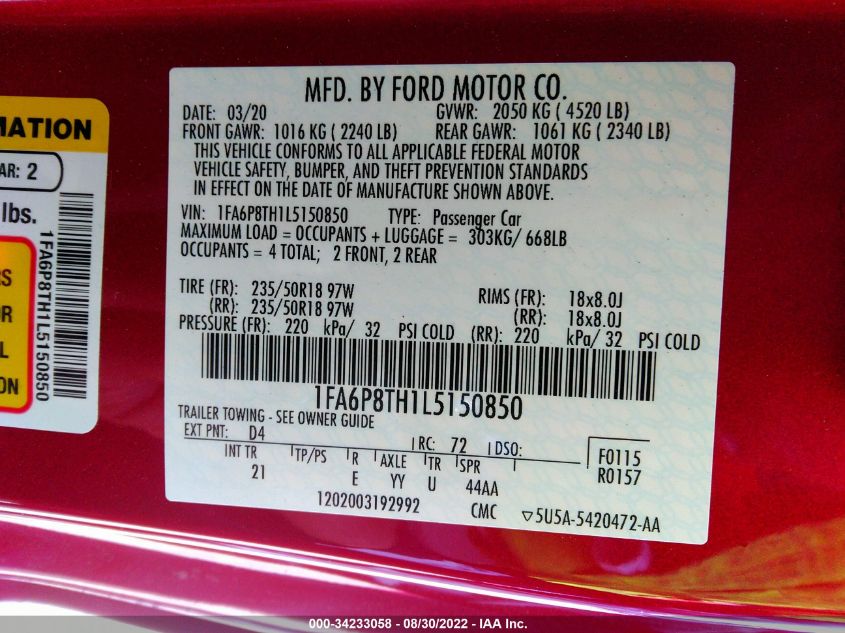 MATION
AR: 2
lbs.
RS
OR
L
ON
1FA6P8TH1L5150850
MFD. BY FORD MOTOR CO.
DATE: 03/20 GVWR: 2050 KG ( 4520 LB)
FRONT GAWR: 1016 KG ( 2240 LB) REAR GAWR: 1061 KG ( 2340 LB)
THIS VEHICLE CONFORMS TO ALL APPLICABLE FEDERAL MOTOR
VEHICLE SAFETY, BUMPER, AND THEFT PREVENTION STANDARDS
IN EFFECT ON THE DATE OF MANUFACTURE SHOWN ABOVE.
VIN: 1FA6P8TH1L5150850 TYPE: Passenger Car
MAXIMUM LOAD = OCCUPANTS + LUGGAGE = 303KG/ 668LB
OCCUPANTS = 4 TOTAL; 2 FRONT, 2 REAR
TIRE (FR): 235/50R18 97W RIMS (FR): 18x8.0J
(RR): 235/50R18 97W (RR): 18x8.0J
PRESSURE (FR): 220 kPa/ 32 PSI COLD (RR): 220 kPa/ 32 PSI COLD
1FA6P8TH1L5150850
TRAILER TOWING - SEE OWNER GUIDE
EXT PNT: D4 RC: 72 DSO: F0115
INT TR TP/PS R AXLE TR SPR R0157
21 E YY U 44AA
1202003192992 CMC ▽5U5A-5420472-AA
000-34233058 - 08/30/2022 - IAA Inc.